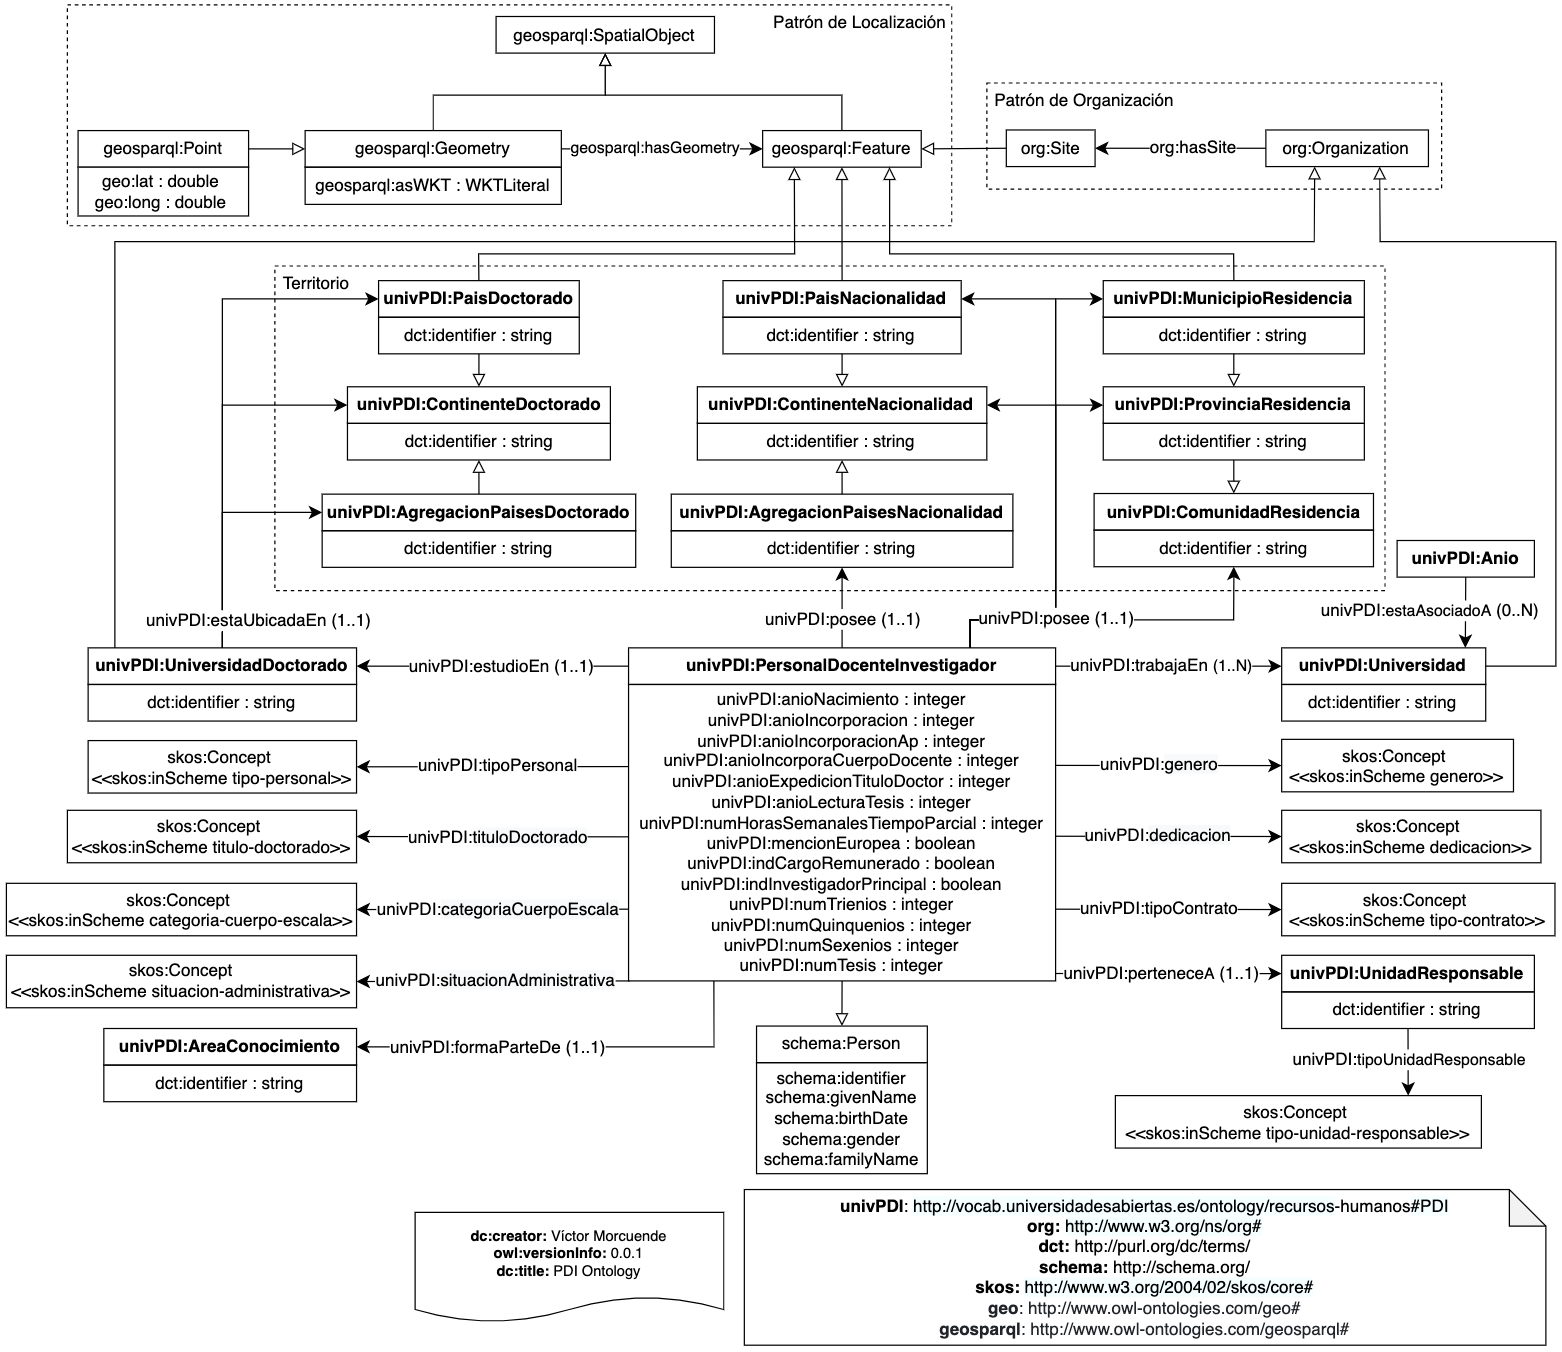 Patrón de Localización
geosparql:SpatialObject
Patrón de Organización
geosparql:Point
geo:lat : double
geo:long : double
geosparql:Geometry
geosparql:asWKT : WKTLiteral
geosparql:hasGeometry
geosparql:Feature
org:Site
org:hasSite
org:Organization
Territorio
univPDI:PaisDoctorado
dct:identifier : string
univPDI:PaisNacionalidad
dct:identifier : string
univPDI:MunicipioResidencia
dct:identifier : string
univPDI:ContinenteDoctorado
dct:identifier : string
univPDI:ContinenteNacionalidad
dct:identifier : string
univPDI:ProvinciaResidencia
dct:identifier : string
univPDI:AgregacionPaisesDoctorado
dct:identifier : string
univPDI:AgregacionPaisesNacionalidad
dct:identifier : string
univPDI:ComunidadResidencia
dct:identifier : string
univPDI:Anio
univPDI:estaAsociadoA (0..N)
univPDI:estaUbicadaEn (1..1)
univPDI:posee (1..1)
univPDI:posee (1..1)
univPDI:UniversidadDoctorado
dct:identifier : string
univPDI:estudioEn (1..1)
univPDI:PersonalDocenteInvestigador
univPDI:anioNacimiento : integer
univPDI:anioIncorporacion : integer
univPDI:anioIncorporacionAp : integer
univPDI:anioIncorporaCuerpoDocente : integer
univPDI:anioExpedicionTituloDoctor : integer
univPDI:anioLecturaTesis : integer
univPDI:numHorasSemanalesTiempoParcial : integer
univPDI:mencionEuropea : boolean
univPDI:indCargoRemunerado : boolean
univPDI:indInvestigadorPrincipal : boolean
univPDI:numTrienios : integer
univPDI:numQuinquenios : integer
univPDI:numSexenios : integer
univPDI:numTesis : integer
univPDI:trabajaEn (1..N)
univPDI:Universidad
dct:identifier : string
skos:Concept
<<skos:inScheme tipo-personal>>
univPDI:tipoPersonal
univPDI:genero
skos:Concept
<<skos:inScheme genero>>
skos:Concept
<<skos:inScheme titulo-doctorado>>
univPDI:tituloDoctorado
univPDI:dedicacion
skos:Concept
<<skos:inScheme dedicacion>>
skos:Concept
<<skos:inScheme categoria-cuerpo-escala>>
univPDI:categoriaCuerpoEscala
univPDI:tipoContrato
skos:Concept
<<skos:inScheme tipo-contrato>>
skos:Concept
<<skos:inScheme situacion-administrativa>>
univPDI:situacionAdministrativa
univPDI:perteneceA (1..1)
univPDI:UnidadResponsable
dct:identifier : string
univPDI:AreaConocimiento
dct:identifier : string
univPDI:formaParteDe (1..1)
schema:Person
schema:identifier
schema:givenName
schema:birthDate
schema:gender
schema:familyName
univPDI:tipoUnidadResponsable
skos:Concept
<<skos:inScheme tipo-unidad-responsable>>
dc:creator: Víctor Morcuende
owl:versionInfo: 0.0.1
dc:title: PDI Ontology
univPDI: http://vocab.universidadesabiertas.es/ontology/recursos-humanos#PDI
org: http://www.w3.org/ns/org#
dct: http://purl.org/dc/terms/
schema: http://schema.org/
skos: http://www.w3.org/2004/02/skos/core#
geo: http://www.owl-ontologies.com/geo#
geosparql: http://www.owl-ontologies.com/geosparql#